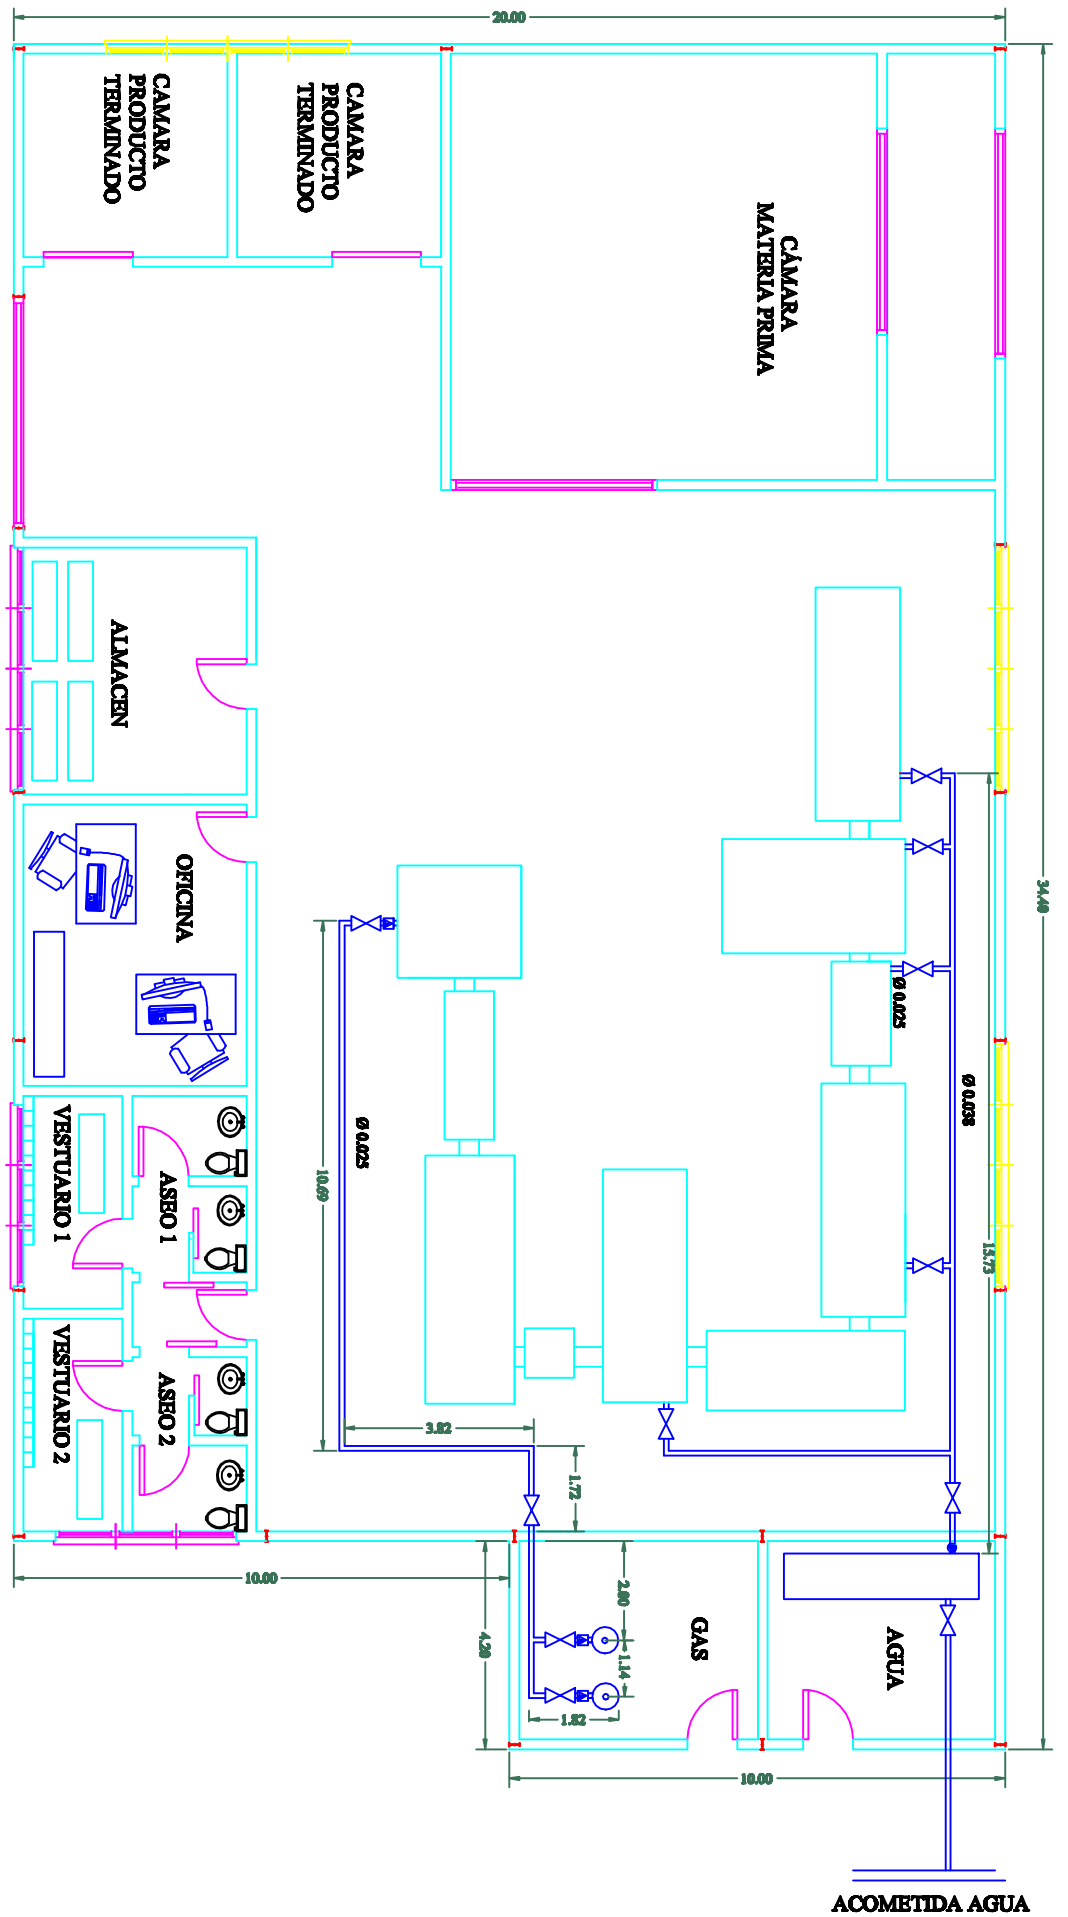 20.00
CAMARA
PRODUCTO
TERMINADO
CAMARA
PRODUCTO
TERMINADO
CÁMARA
MATERIA PRIMA
34.40
ALMACEN
OFICINA
Ø 0.025
Ø 0.038
Ø 0.025
10.69
15.73
VESTUARIO 1
ASEO 1
VESTUARIO 2
ASEO 2
3.82
1.72
10.00
4.20
2.80
1.14
1.82
GAS
AGUA
10.00
ACOMETIDA AGUA